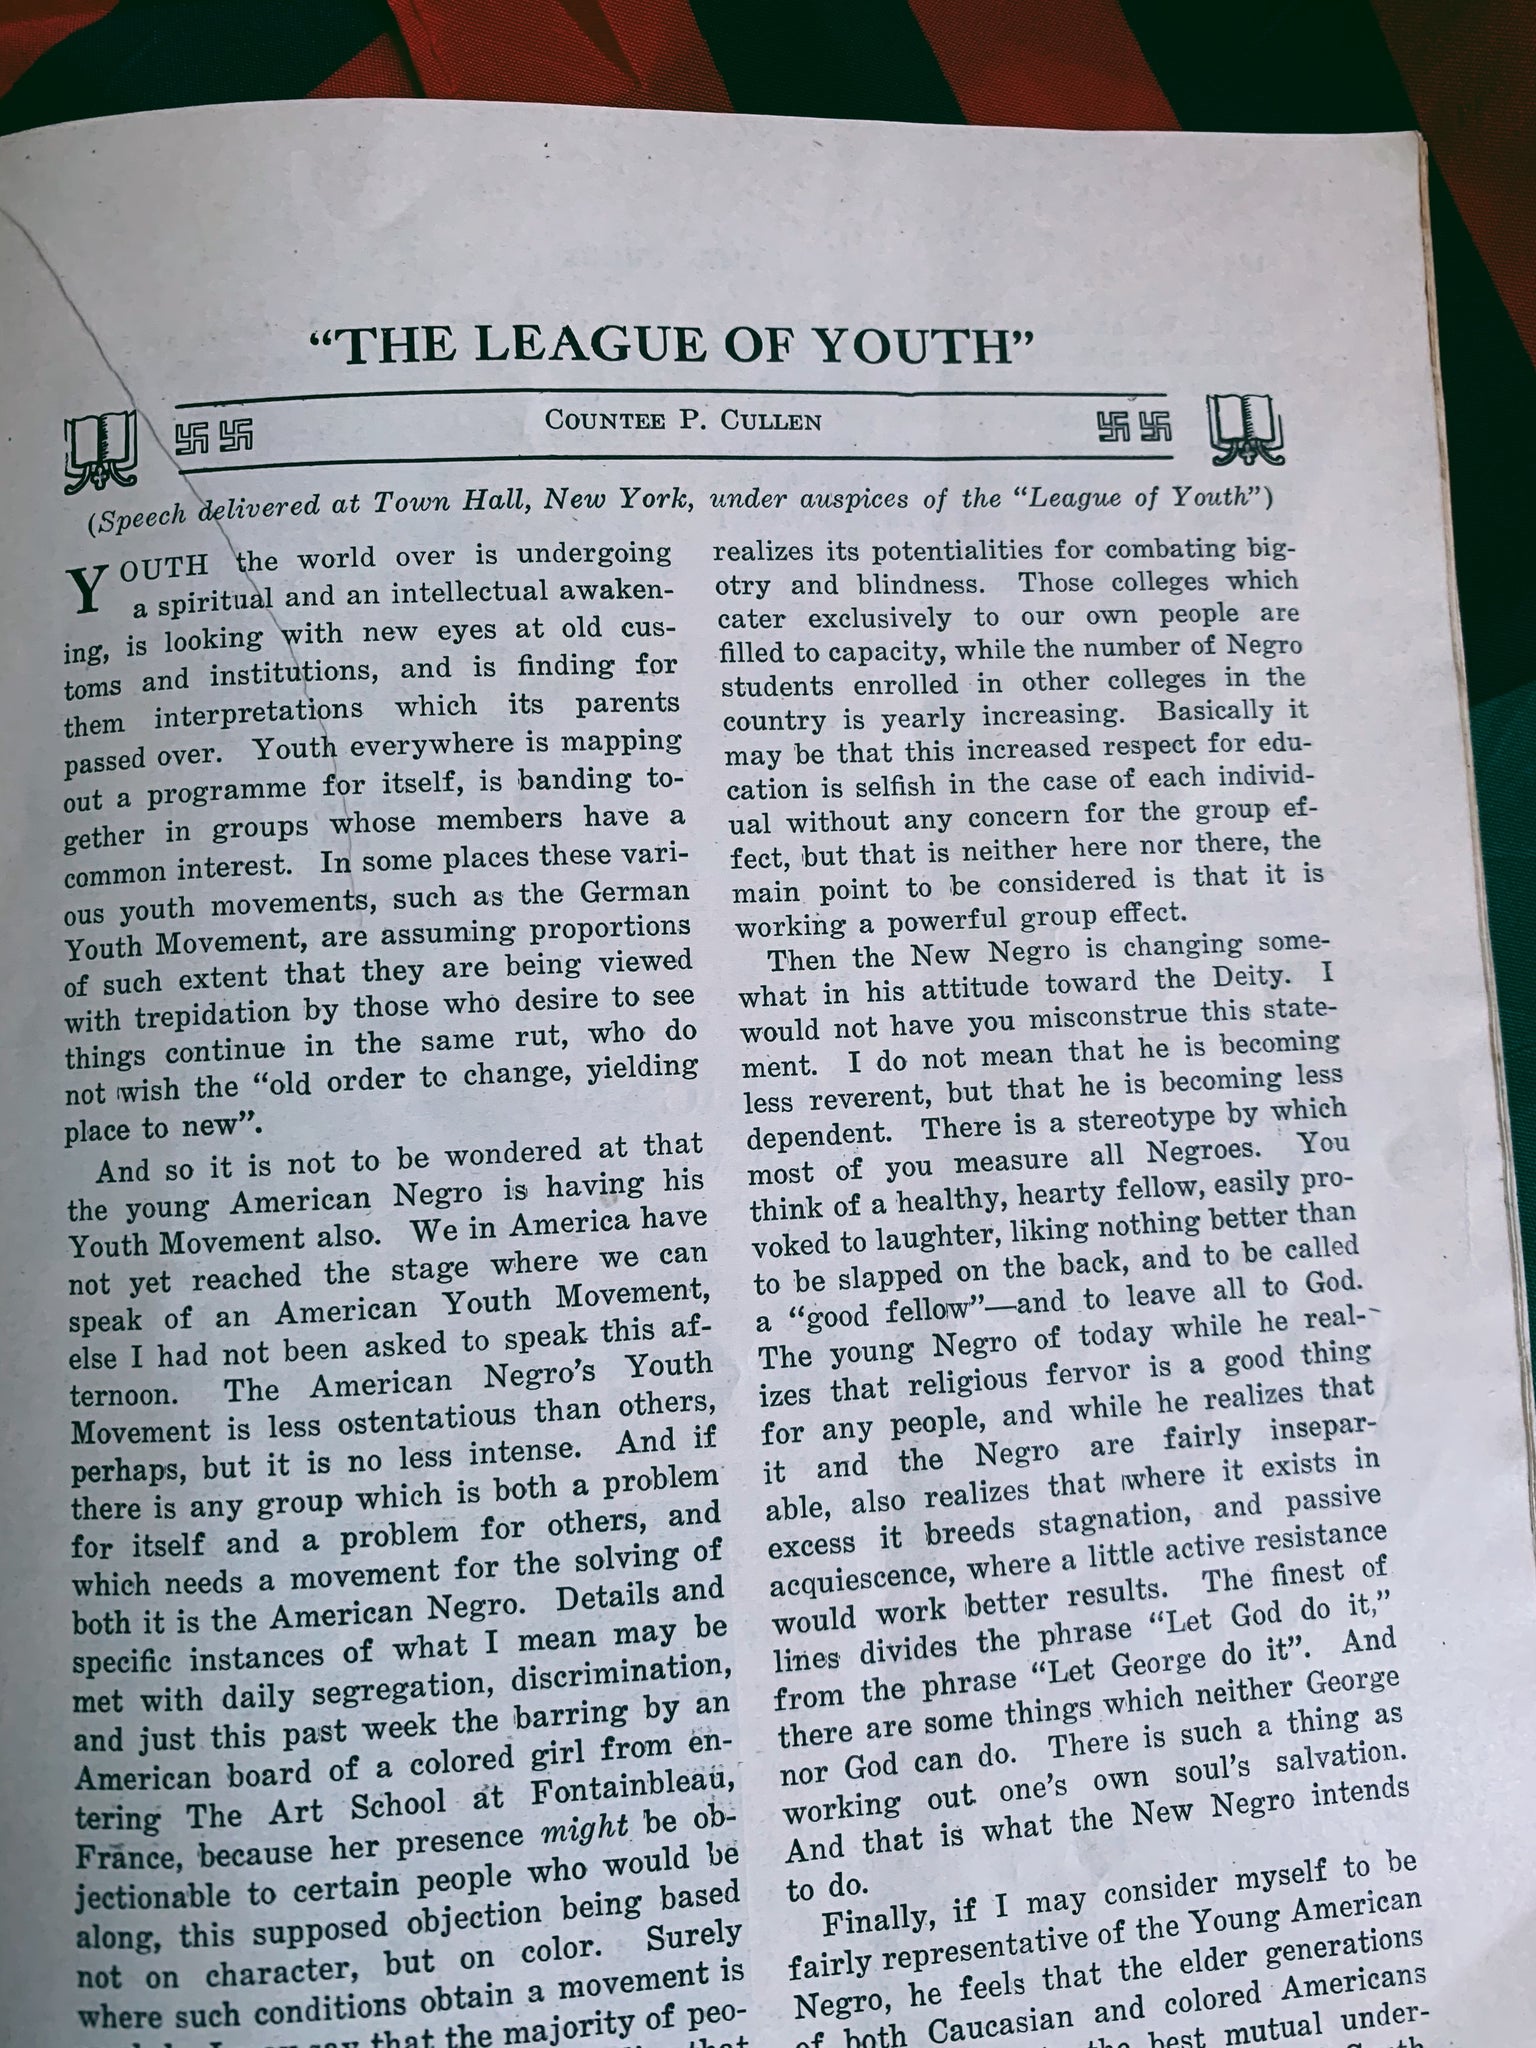 “THE LEAGUE OF YOUTH”
COUNTEE P. CULLEN
(Speech delivered at Town Hall, New York, under auspices of the “League of Youth”)
YOUTH the world over is undergoing
a spiritual and an intellectual awaken-
ing, is looking with new eyes at old cus-
toms and institutions, and is finding for
them interpretations which its parents
passed over. Youth everywhere is mapping
out a programme for itself, is banding to-
gether in groups whose members have a
common interest. In some places these vari-
ous youth movements, such as the German
Youth Movement, are assuming proportions
of such extent that they are being viewed
with trepidation by those who desire to see
things continue in the same rut, who do
not wish the “old order to change, yielding
place to new”.
And so it is not to be wondered at that
the young American Negro is having his
Youth Movement also. We in America have
not yet reached the stage where we can
speak of an American Youth Movement,
else I had not been asked to speak this af-
ternoon. The American Negro’s Youth
Movement is less ostentatious than others,
perhaps, but it is no less intense. And if
there is any group which is both a problem
for itself and a problem for others, and
which needs a movement for the solving of
both it is the American Negro. Details and
specific instances of what I mean may be
met with daily segregation, discrimination,
and just this past week the barring by an
American board of a colored girl from en-
tering The Art School at Fontainbleau,
France, because her presence might be ob-
jectionable to certain people who would be
along, this supposed objection being based
not on character, but on color. Surely
where such conditions obtain a movement is
that the majority of peo-
that
realizes its potentialities for combating big-
otry and blindness. Those colleges which
cater exclusively to our own people are
filled to capacity, while the number of Negro
students enrolled in other colleges in the
country is yearly increasing. Basically it
may be that this increased respect for edu-
cation is selfish in the case of each individ-
ual without any concern for the group ef-
fect, but that is neither here nor there, the
main point to be considered is that it is
working a powerful group effect.
Then the New Negro is changing some-
what in his attitude toward the Deity. I
would not have you misconstrue this state-
ment. I do not mean that he is becoming
less reverent, but that he is becoming less
dependent. There is a stereotype by which
most of you measure all Negroes. You
think of a healthy, hearty fellow, easily pro-
voked to laughter, liking nothing better than
to be slapped on the back, and to be called
a “good fellow”—and to leave all to God.
The young Negro of today while he real-
izes that religious fervor is a good thing
for any people, and while he realizes that
it and the Negro are fairly insepar-
able, also realizes that where it exists in
excess it breeds stagnation, and passive
acquiescence, where a little active resistance
would work better results. The finest of
lines divides the phrase “Let God do it,”
from the phrase “Let George do it”. And
there are some things which neither George
nor God can do. There is such a thing as
working out one’s own soul’s salvation.
And that is what the New Negro intends
to do.
Finally, if I may consider myself to be
fairly representative of the Young American
Negro, he feels that the elder generations
of both Caucasian and colored Americans
the best mutual under-